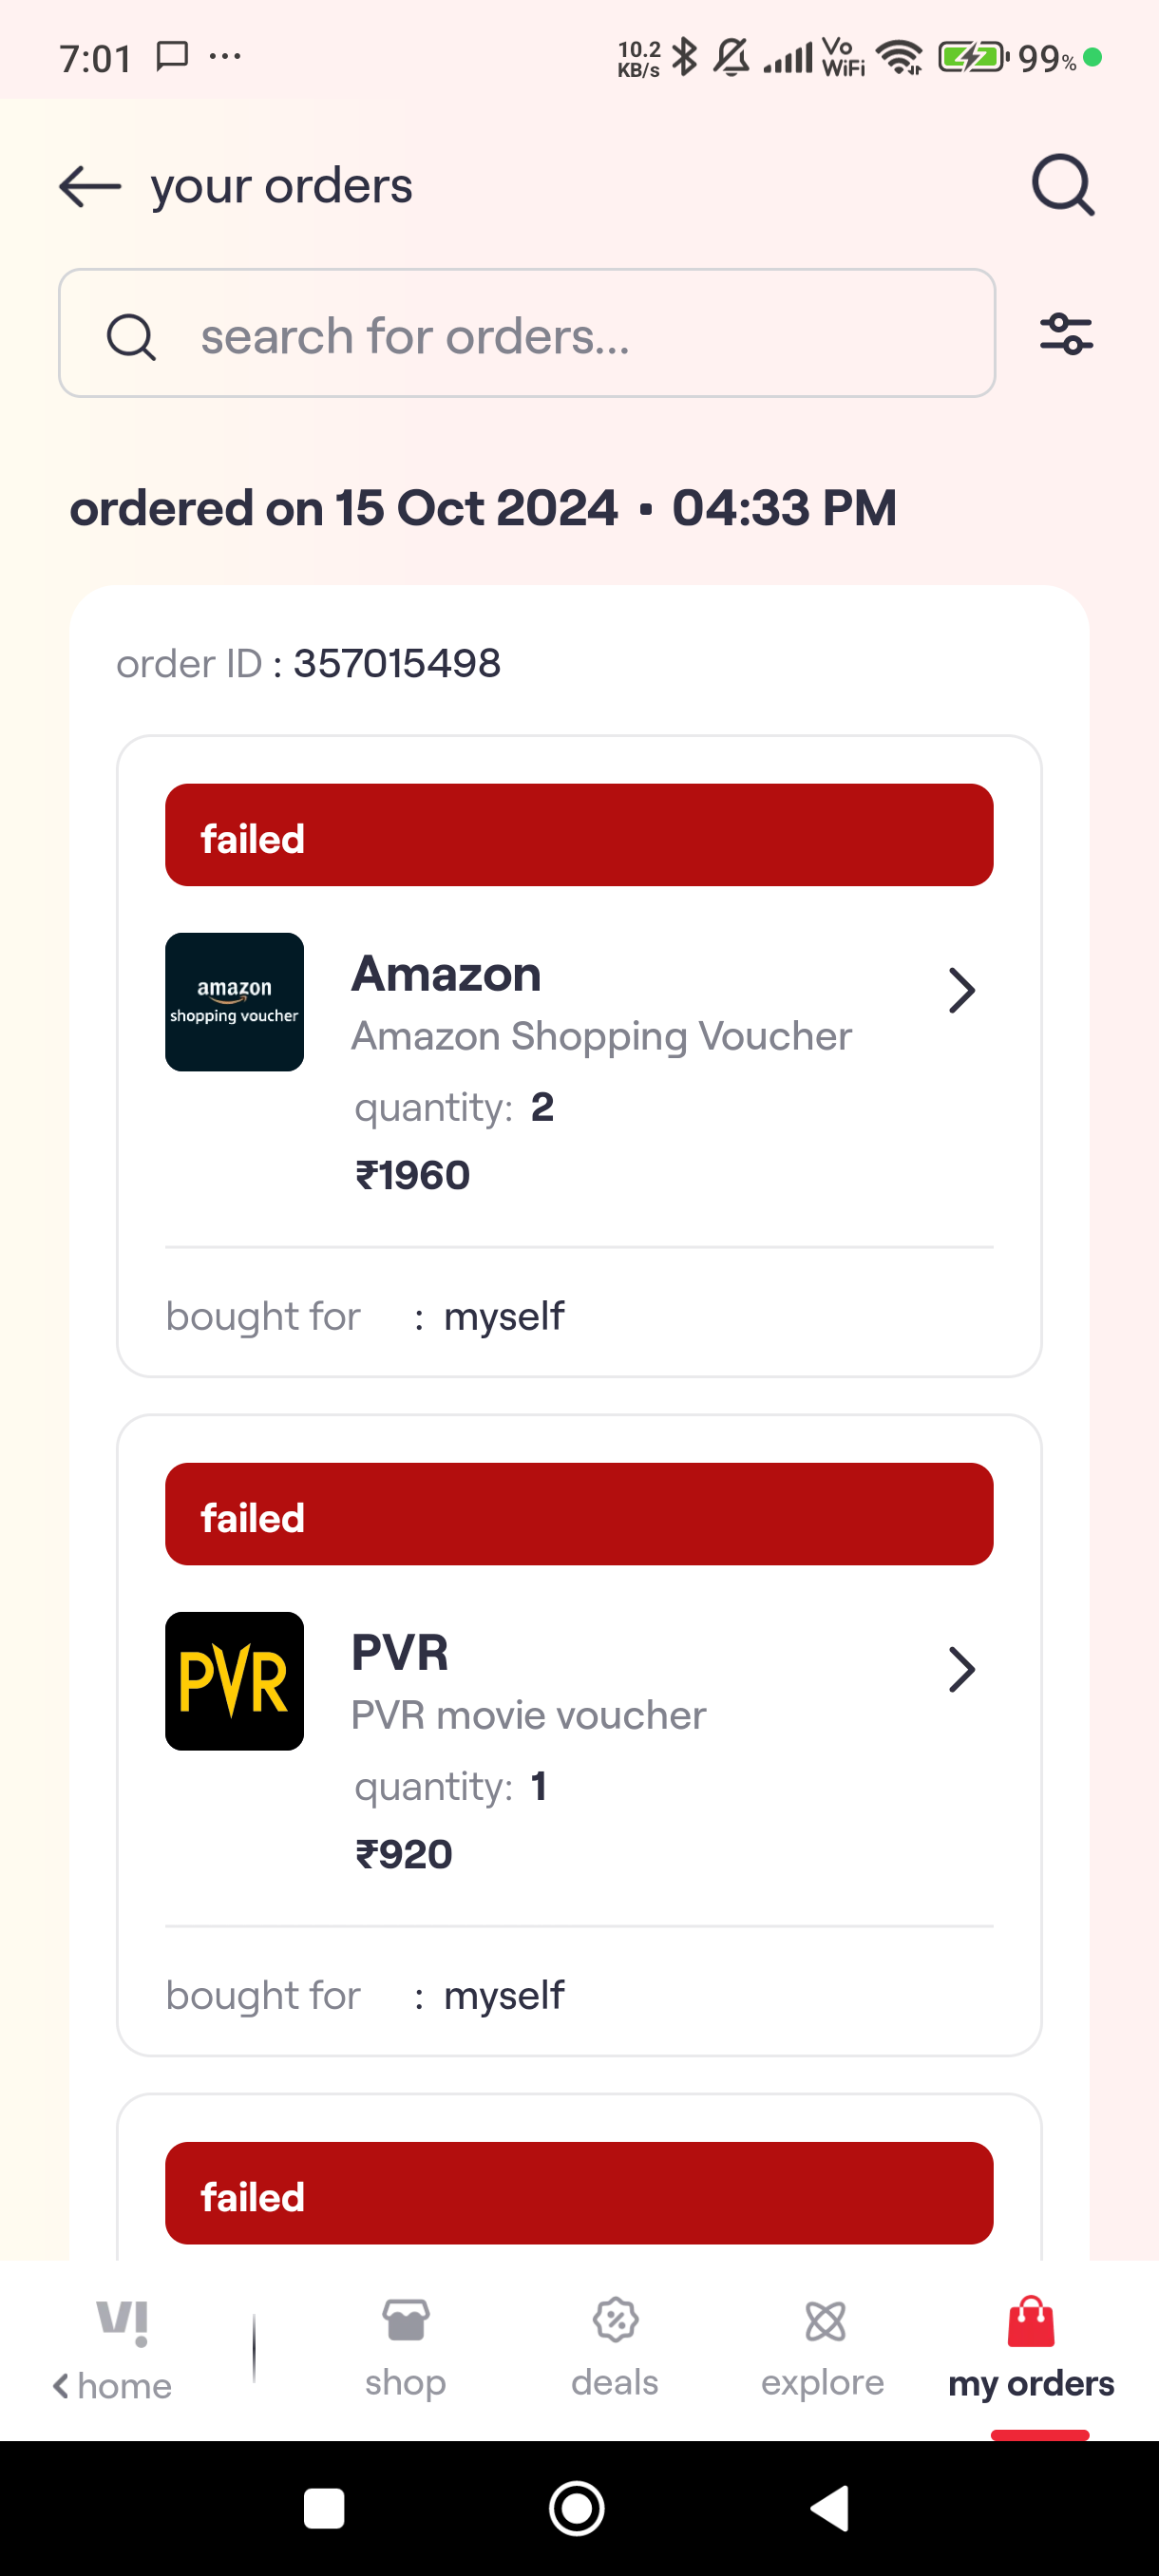 7:01 ... 10.2 KB/s Vo WiFi 99%
your orders
search for orders...
ordered on 15 Oct 2024 • 04:33 PM
order ID : 357015498
failed
amazon
shopping voucher
Amazon
Amazon Shopping Voucher
quantity: 2
₹1960
bought for : myself
failed
PVR
PVR
PVR movie voucher
quantity: 1
₹920
bought for : myself
failed
V!
home
shop
deals
explore
my orders